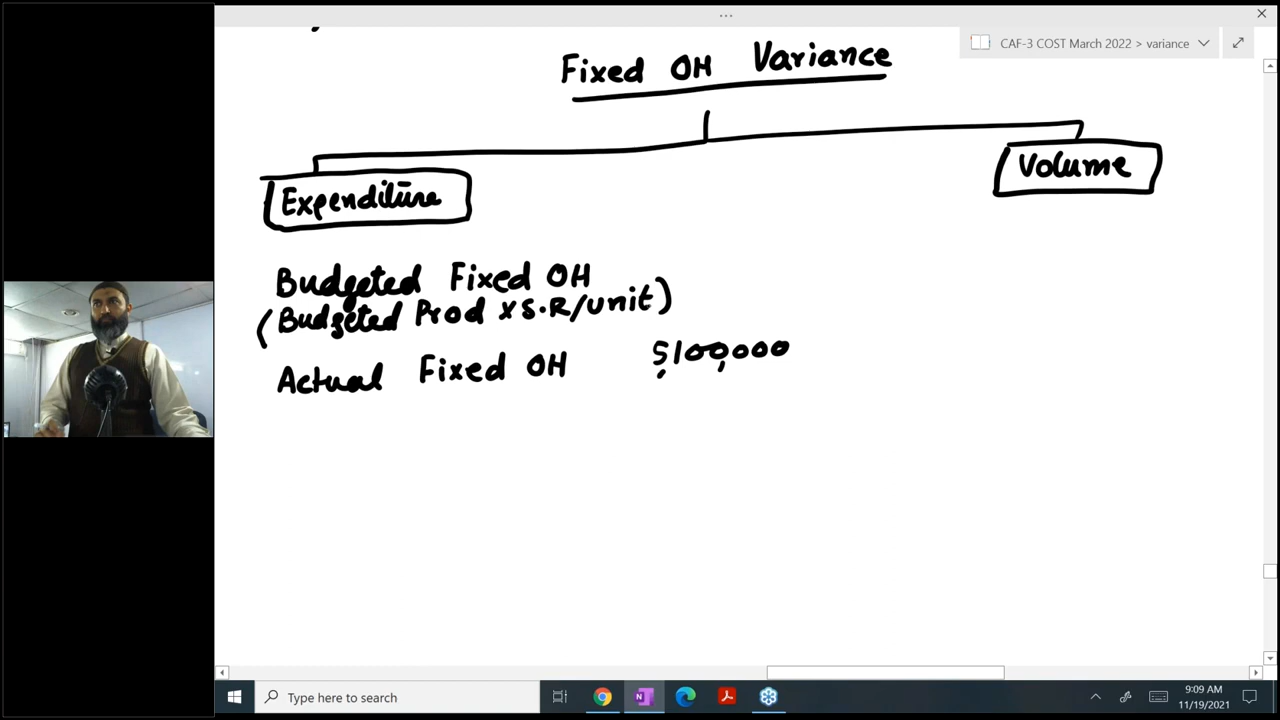 CAF-3 COST March 2022 > variance
Fixed OH Variance
Expenditure
Volume
Budgeted Fixed OH
(Budgeted Prod x S.R/unit)
Actual Fixed OH 5,100,000
Type here to search
9:09 AM
11/19/2021